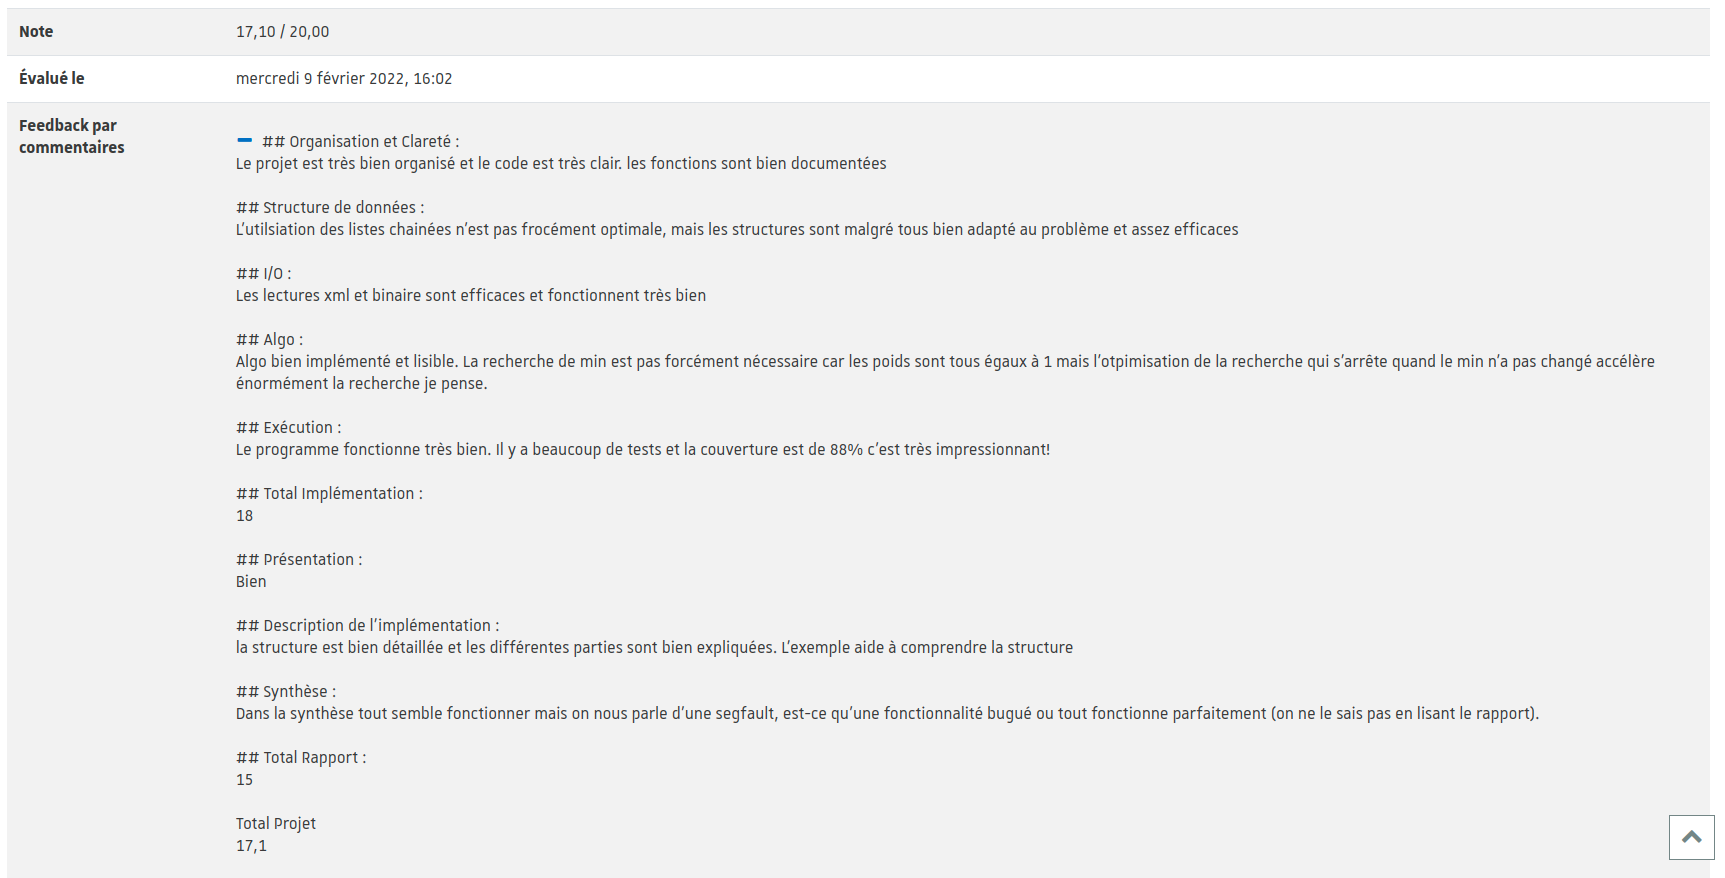 Note 17,10 / 20,00
Évalué le mercredi 9 février 2022, 16:02
Feedback par
commentaires
## Organisation et Clareté :
Le projet est très bien organisé et le code est très clair. les fonctions sont bien documentées
## Structure de données :
L'utilsiation des listes chainées n'est pas frocément optimale, mais les structures sont malgré tous bien adapté au problème et assez efficaces
## I/O :
Les lectures xml et binaire sont efficaces et fonctionnent très bien
## Algo :
Algo bien implémenté et lisible. La recherche de min est pas forcément nécessaire car les poids sont tous égaux à 1 mais l'otpimisation de la recherche qui s'arrête quand le min n'a pas changé accélère
énormément la recherche je pense.
## Exécution :
Le programme fonctionne très bien. Il y a beaucoup de tests et la couverture est de 88% c'est très impressionnant!
## Total Implémentation :
18
## Présentation :
Bien
## Description de l'implémentation :
la structure est bien détaillée et les différentes parties sont bien expliquées. L'exemple aide à comprendre la structure
## Synthèse :
Dans la synthèse tout semble fonctionner mais on nous parle d'une segfault, est-ce qu'une fonctionnalité bugué ou tout fonctionne parfaitement (on ne le sais pas en lisant le rapport).
## Total Rapport :
15
Total Projet
17,1